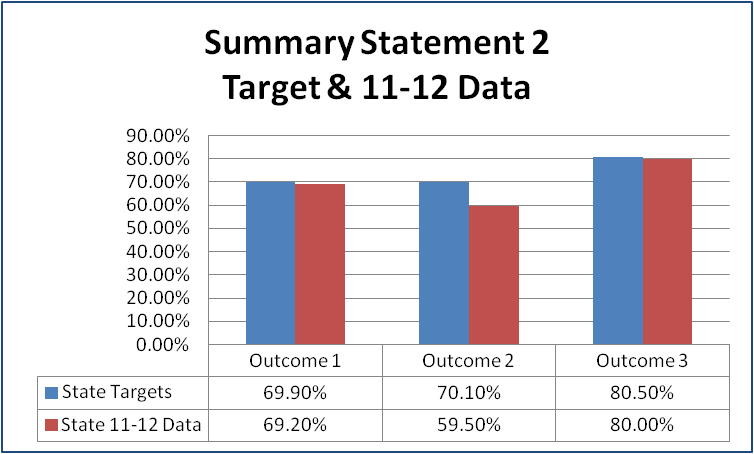 Summary Statement 2
Target & 11-12 Data
90.00%
80.00%
70.00%
60.00%
50.00%
40.00%
30.00%
20.00%
10.00%
0.00%
Outcome 1 Outcome 2 Outcome 3
State Targets 69.90% 70.10% 80.50%
State 11-12 Data 69.20% 59.50% 80.00%